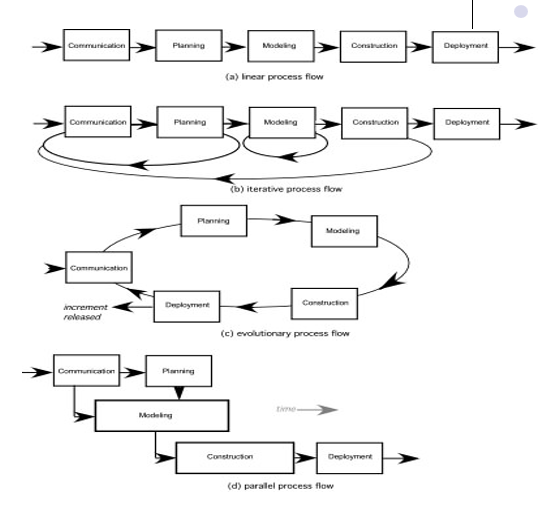 Communication Planning Modeling Construction Deployment
(a) linear process flow
Communication Planning Modeling Construction Deployment
(b) iterative process flow
Planning
Modeling
Communication
Deployment Construction
increment
released
(c) evolutionary process flow
Communication Planning
Modeling time
Construction Deployment
(d) parallel process flow